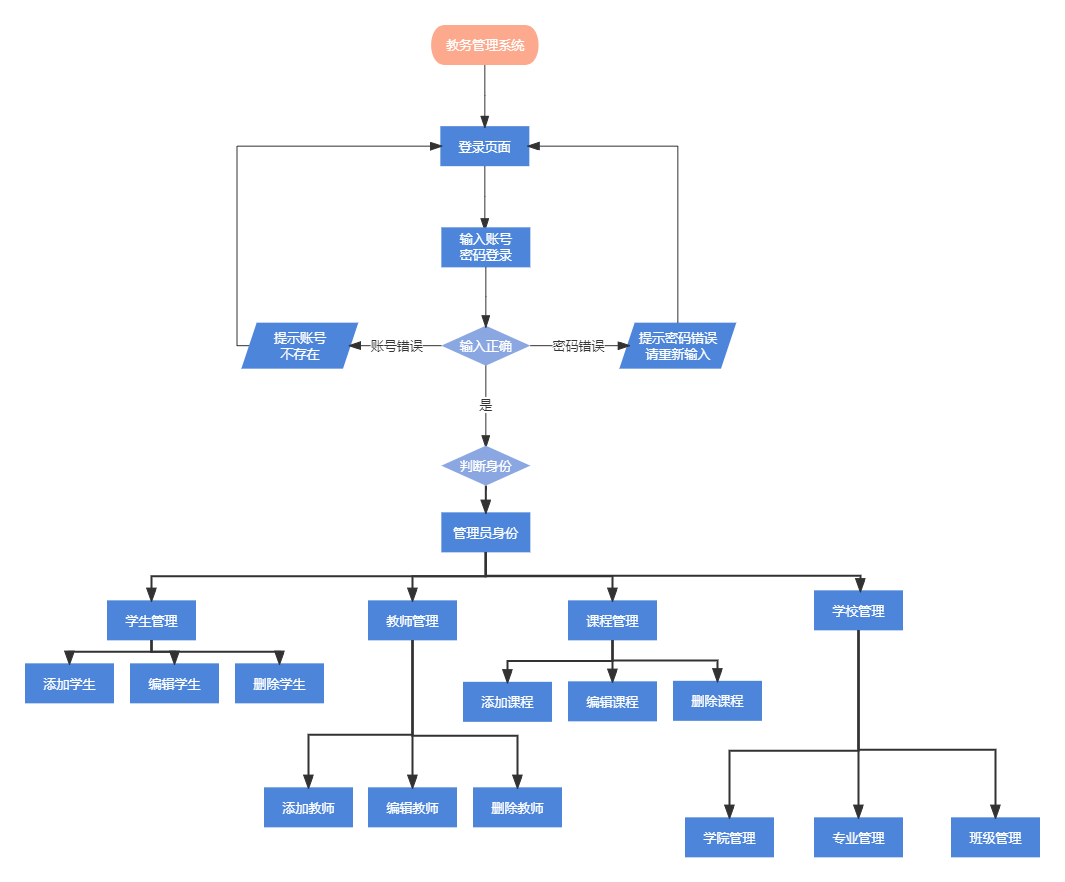 教务管理系统
登录页面
输入账号
密码登录
提示账号
不存在
账号错误
输入正确
密码错误
提示密码错误
请重新输入
是
判断身份
管理员身份
学生管理
教师管理
课程管理
学校管理
添加学生
编辑学生
删除学生
添加课程
编辑课程
删除课程
添加教师
编辑教师
删除教师
学院管理
专业管理
班级管理